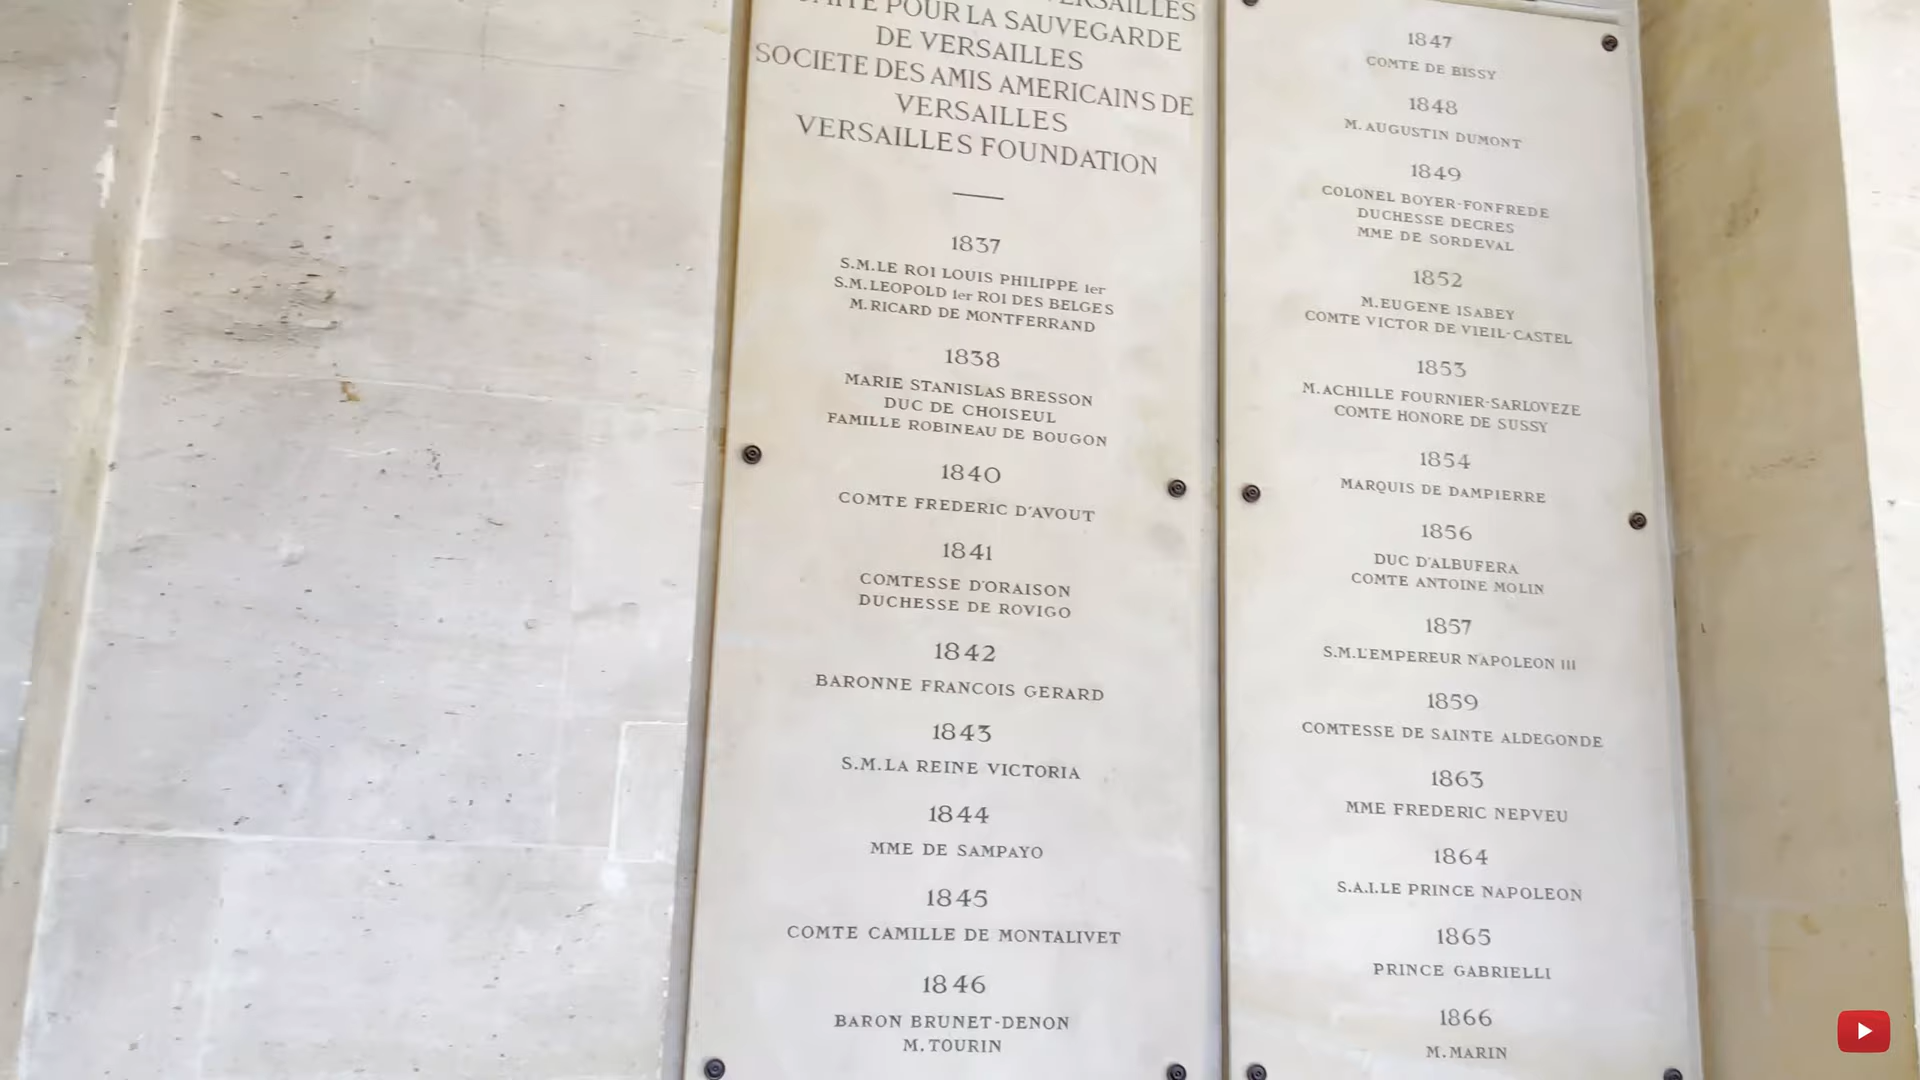 VERSAILLES
POUR LA SAUVEGARDE
DE VERSAILLES
SOCIETE DES AMIS AMERICAINS DE
VERSAILLES
VERSAILLES FOUNDATION
1837
S.M.LE ROI LOUIS PHILIPPE 1er
S.M.LEOPOLD 1er ROI DES BELGES
M.RICARD DE MONTFERRAND
1838
MARIE STANISLAS BRESSON
DUC DE CHOISEUL
FAMILLE ROBINEAU DE BOUGON
1840
COMTE FREDERIC D'AVOUT
1841
COMTESSE D'ORAISON
DUCHESSE DE ROVIGO
1842
BARONNE FRANCOIS GERARD
1843
S.M.LA REINE VICTORIA
1844
MME DE SAMPAYO
1845
COMTE CAMILLE DE MONTALIVET
1846
BARON BRUNET-DENON
M. TOURIN
1847
COMTE DE BISSY
1848
M. AUGUSTIN DUMONT
1849
COLONEL BOYER-FONFREDE
DUCHESSE DECRES
MME DE SORDEVAL
1852
M.EUGENE ISABEY
COMTE VICTOR DE VIEIL-CASTEL
1853
M.ACHILLE FOURNIER-SARLOVEZE
COMTE HONORE DE SUSSY
1854
MARQUIS DE DAMPIERRE
1856
DUC D'ALBUFERA
COMTE ANTOINE MOLIN
1857
S.M.L'EMPEREUR NAPOLEON III
1859
COMTESSE DE SAINTE ALDEGONDE
1863
MME FREDERIC NEPVEU
1864
S.A.I.LE PRINCE NAPOLEON
1865
PRINCE GABRIELLI
1866
M. MARIN